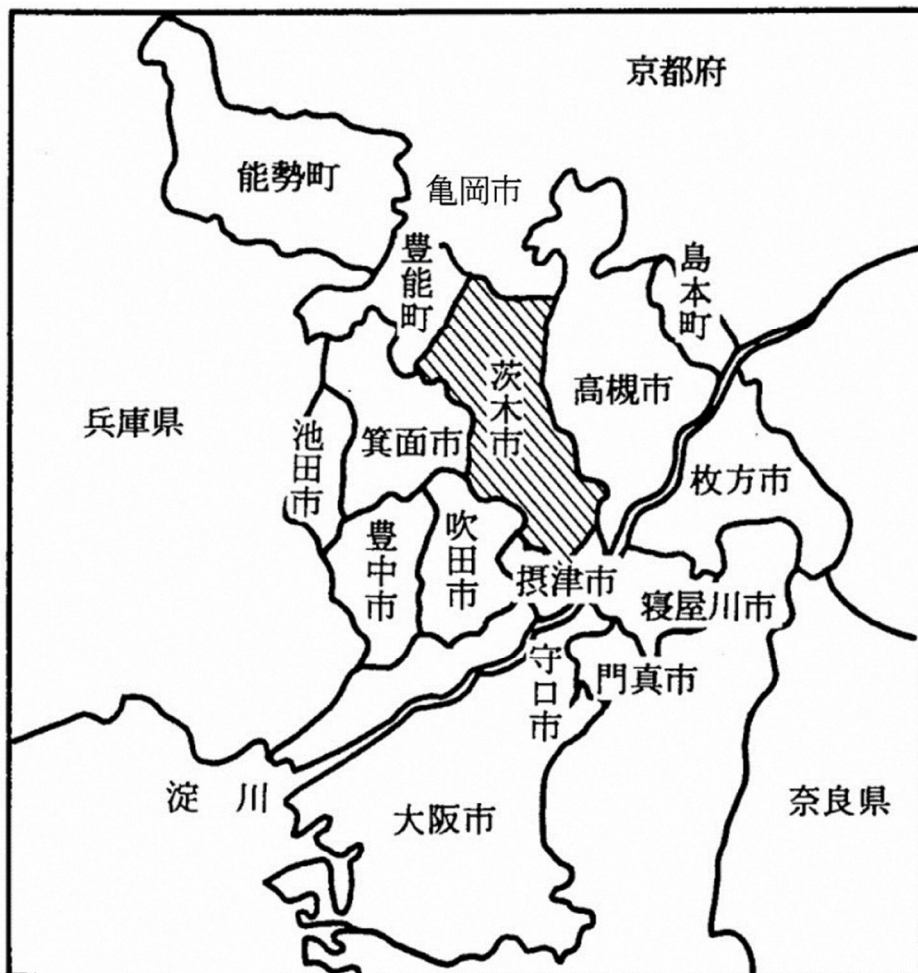 京都府
能勢町
亀岡市
豊能町
島本町
茨木市
高槻市
兵庫県
池田市
箕面市
枚方市
豊中市
吹田市
摂津市
寝屋川市
守口市
門真市
淀川
大阪市
奈良県